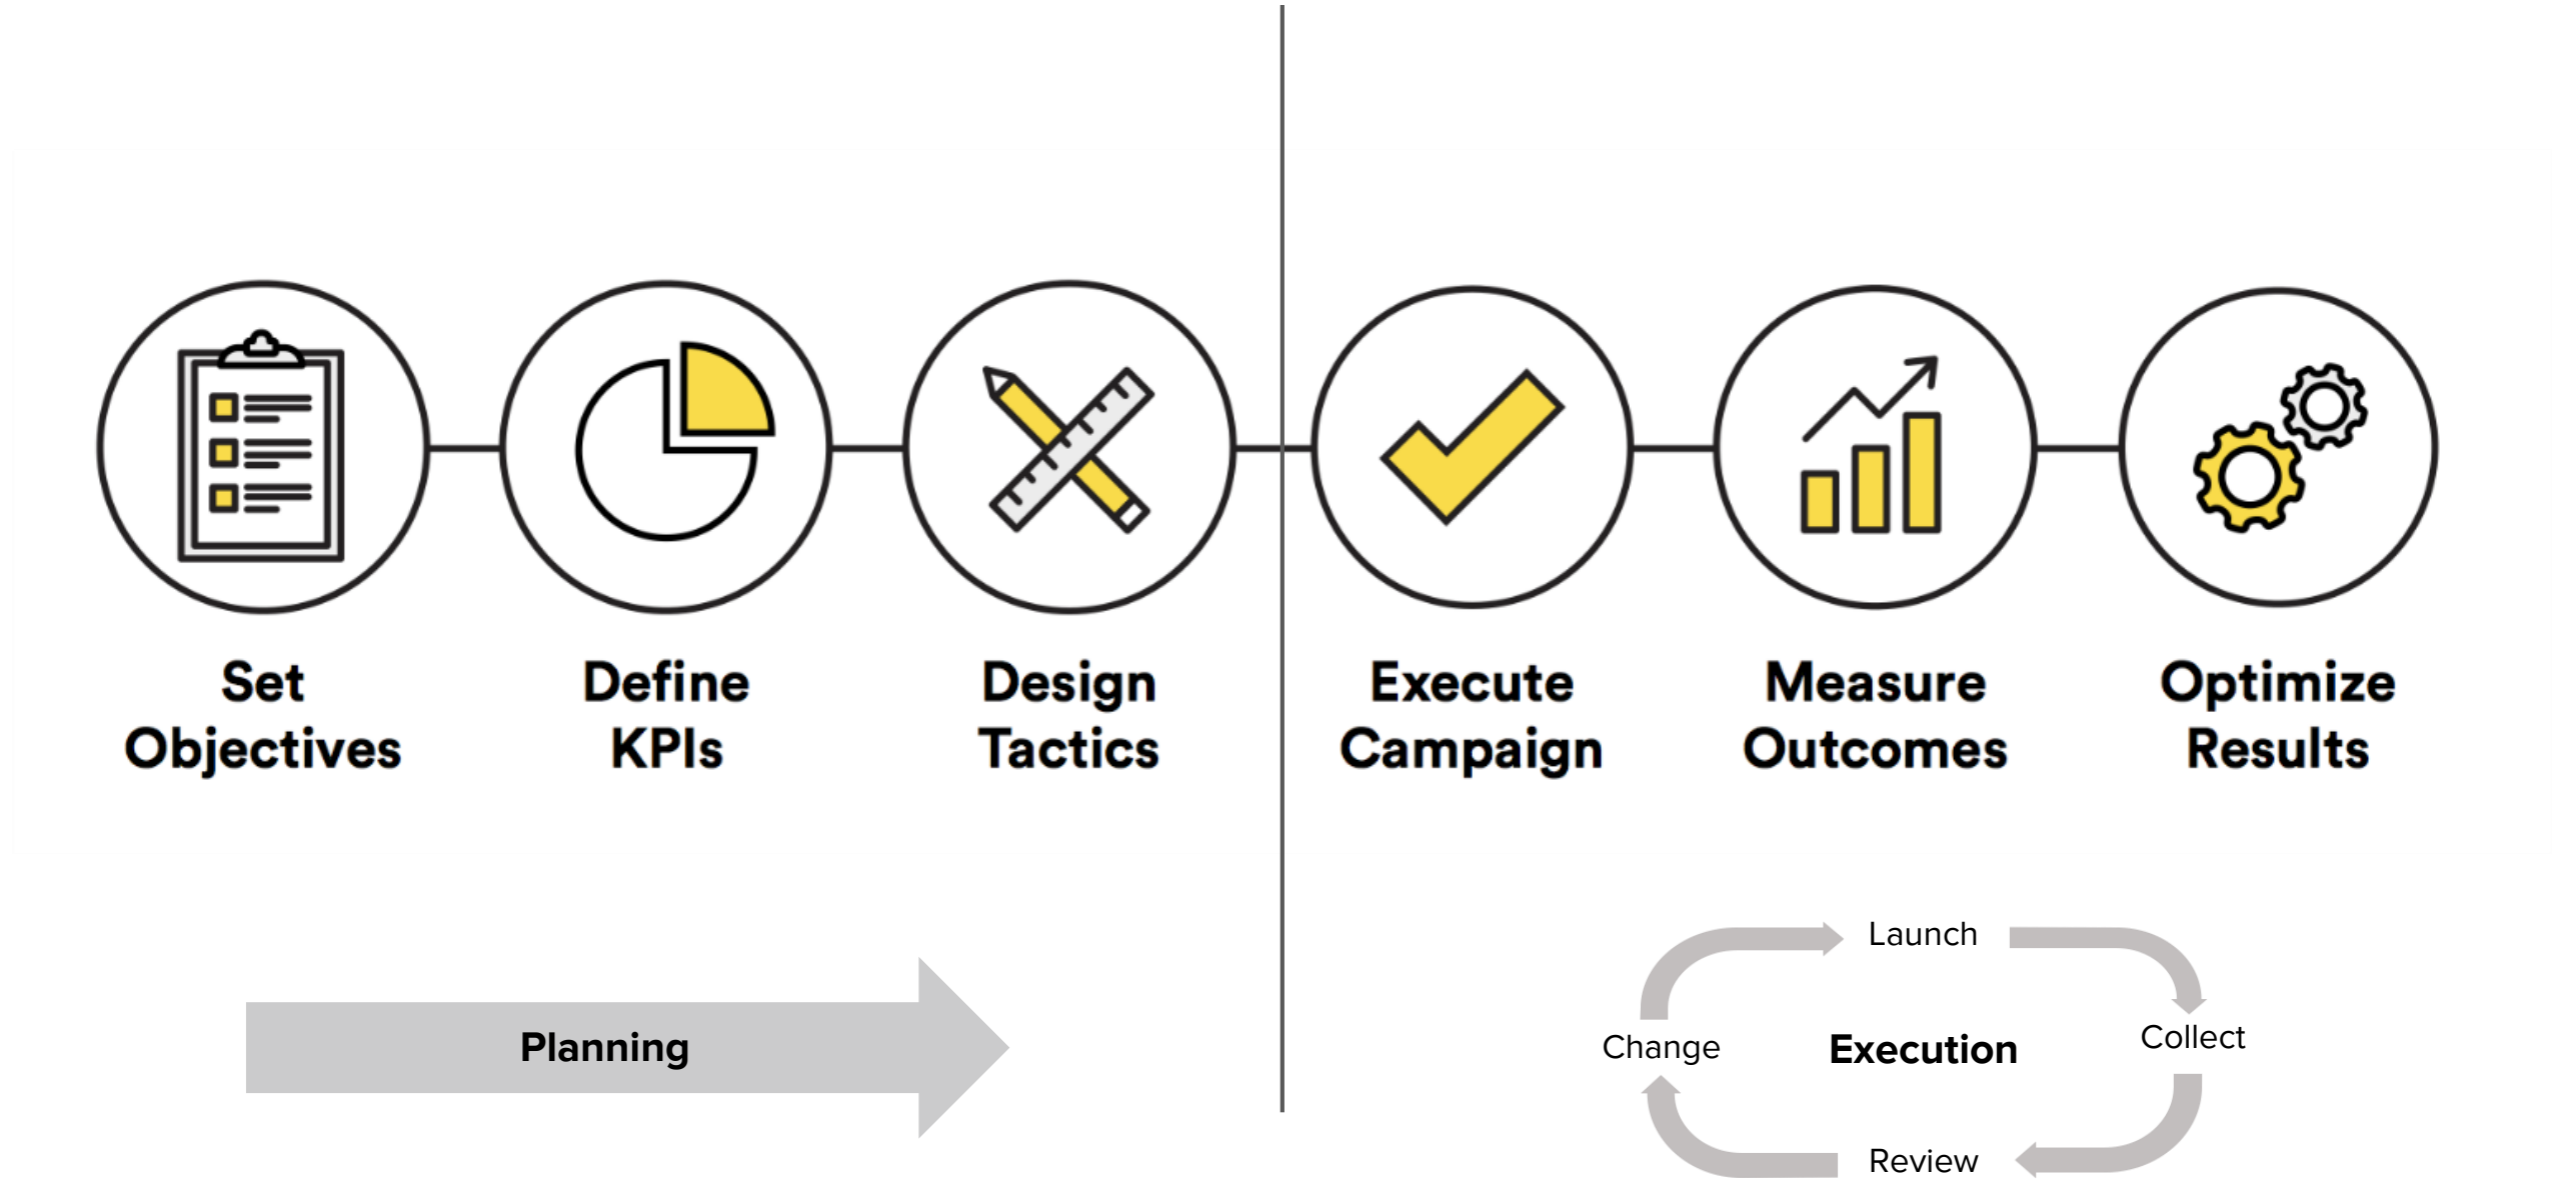 Set
Objectives
Define
KPIs
Design
Tactics
Execute
Campaign
Measure
Outcomes
Optimize
Results
Planning
Launch
Change
Execution
Collect
Review